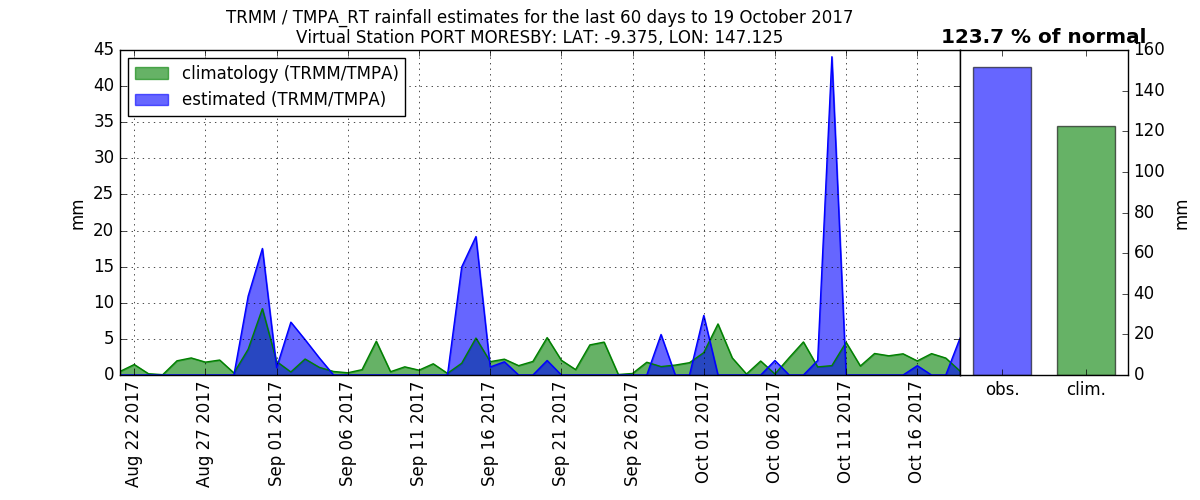 TRMM / TMPA_RT rainfall estimates for the last 60 days to 19 October 2017
Virtual Station PORT MORESBY: LAT: -9.375, LON: 147.125
123.7 % of normal
climatology (TRMM/TMPA)
estimated (TRMM/TMPA)
45
40
35
30
25
20
15
10
5
0
mm
160
140
120
100
80
60
40
20
0
mm
Aug 22 2017
Aug 27 2017
Sep 01 2017
Sep 06 2017
Sep 11 2017
Sep 16 2017
Sep 21 2017
Sep 26 2017
Oct 01 2017
Oct 06 2017
Oct 11 2017
Oct 16 2017
obs.
clim.